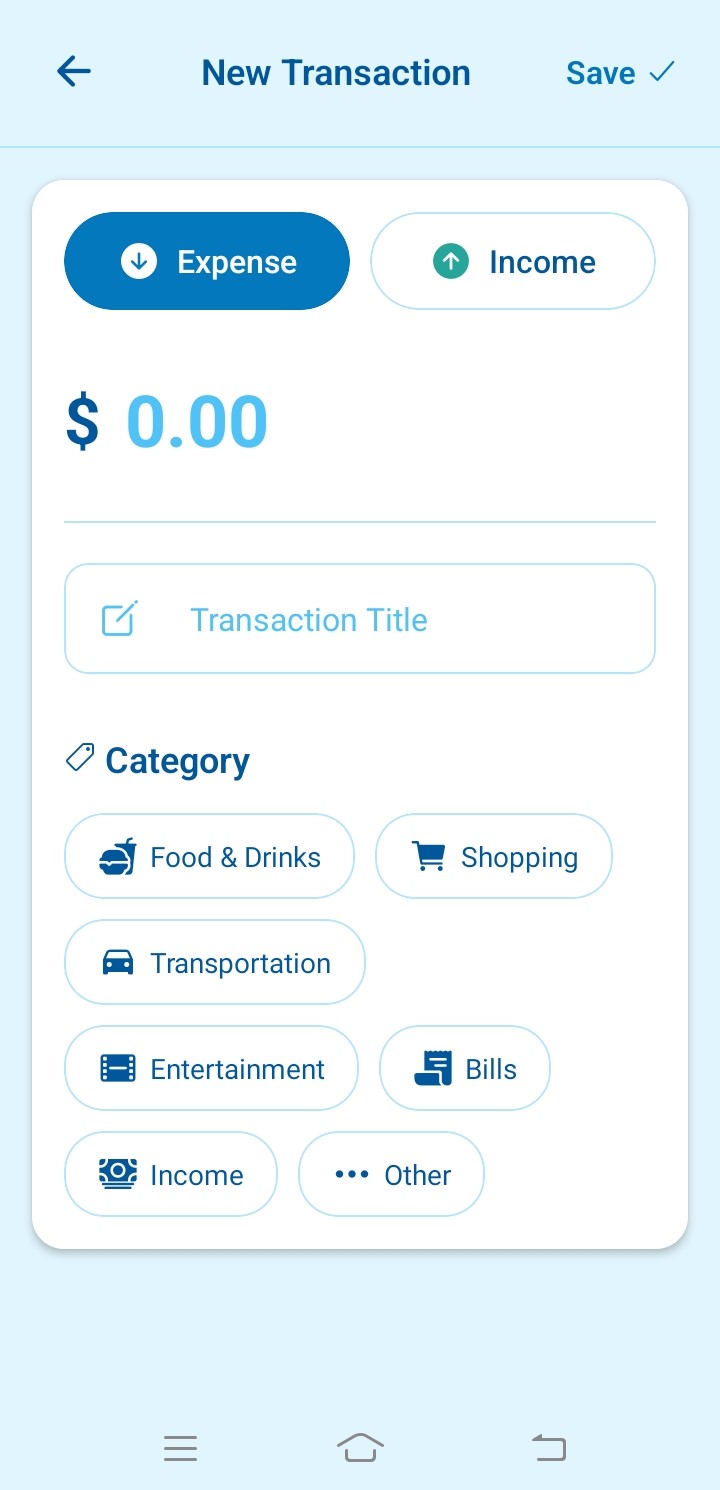 New Transaction Save
Expense Income
$ 0.00
Transaction Title
Category
Food & Drinks Shopping
Transportation
Entertainment Bills
Income Other